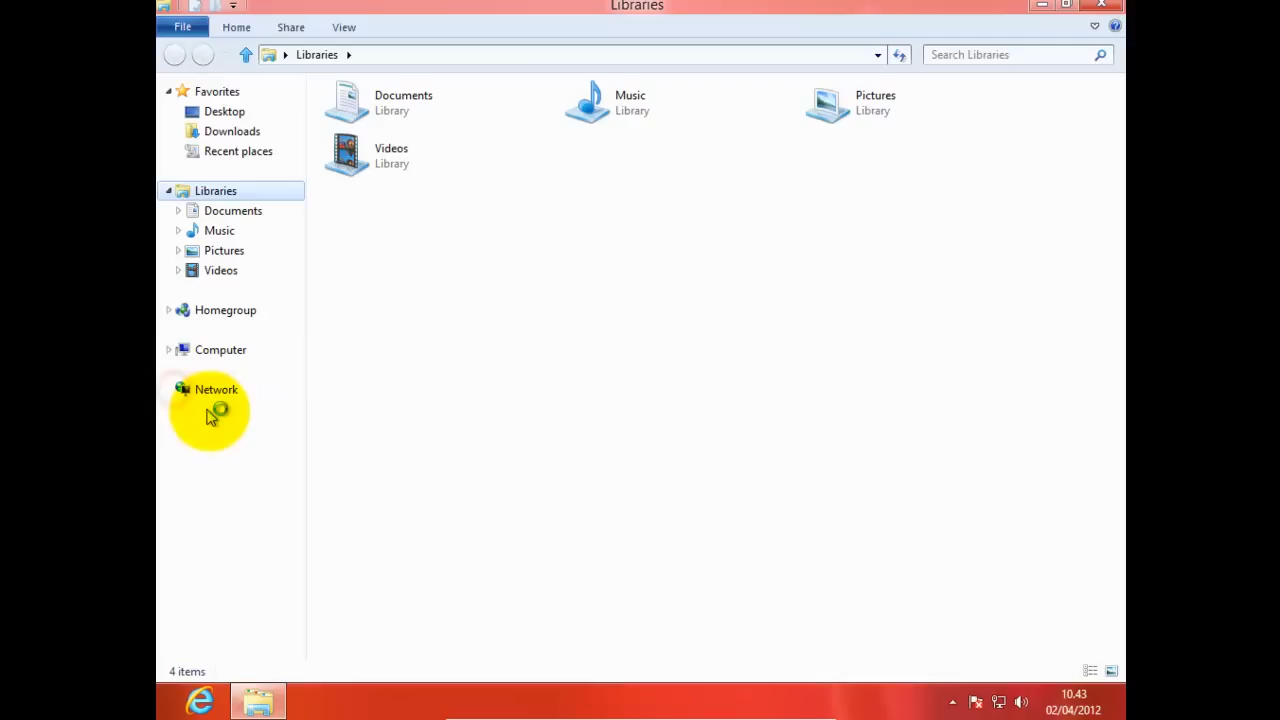 Libraries
File
Home
Share
View
Libraries
Search Libraries
Favorites
Desktop
Downloads
Recent places
Libraries
Documents
Music
Pictures
Videos
Homegroup
Computer
Network
Documents
Library
Music
Library
Pictures
Library
Videos
Library
4 items
10.43
02/04/2012